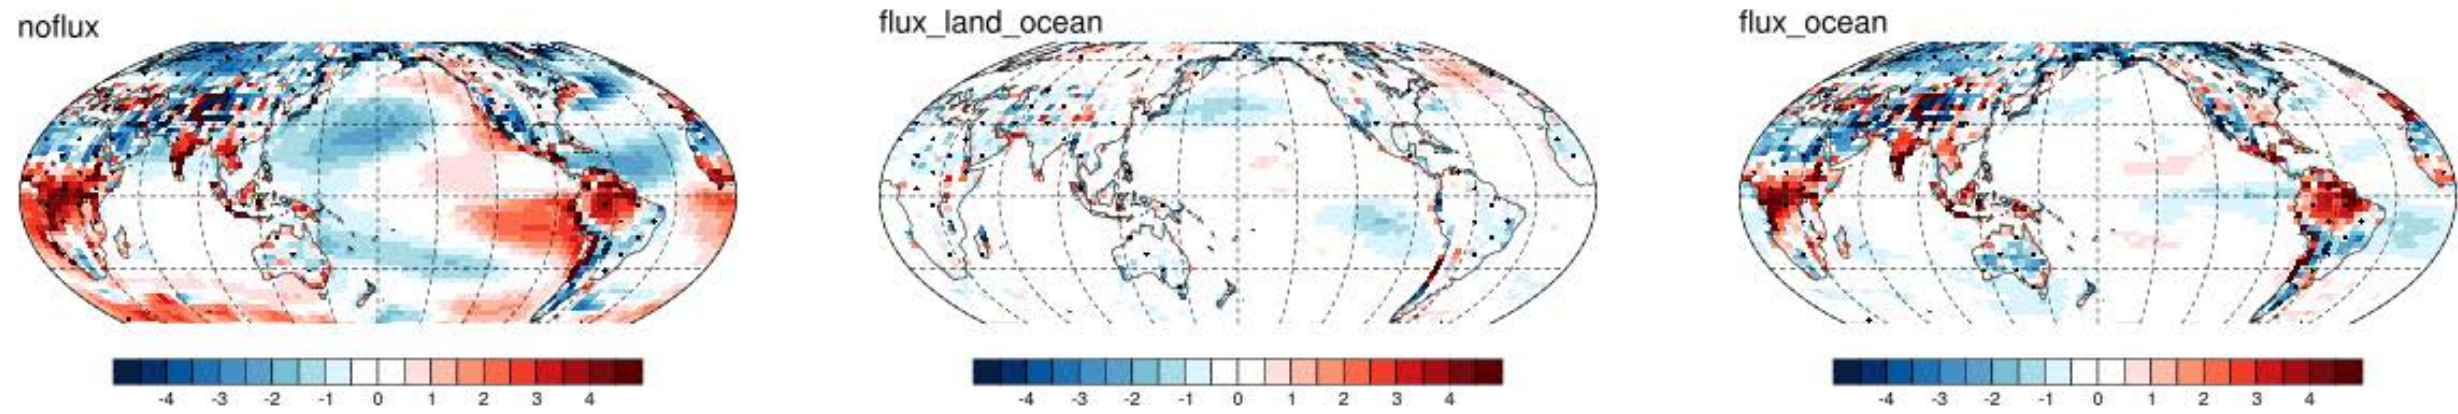 noflux
flux_land_ocean
flux_ocean
-4 -3 -2 -1 0 1 2 3 4
-4 -3 -2 -1 0 1 2 3 4
-4 -3 -2 -1 0 1 2 3 4